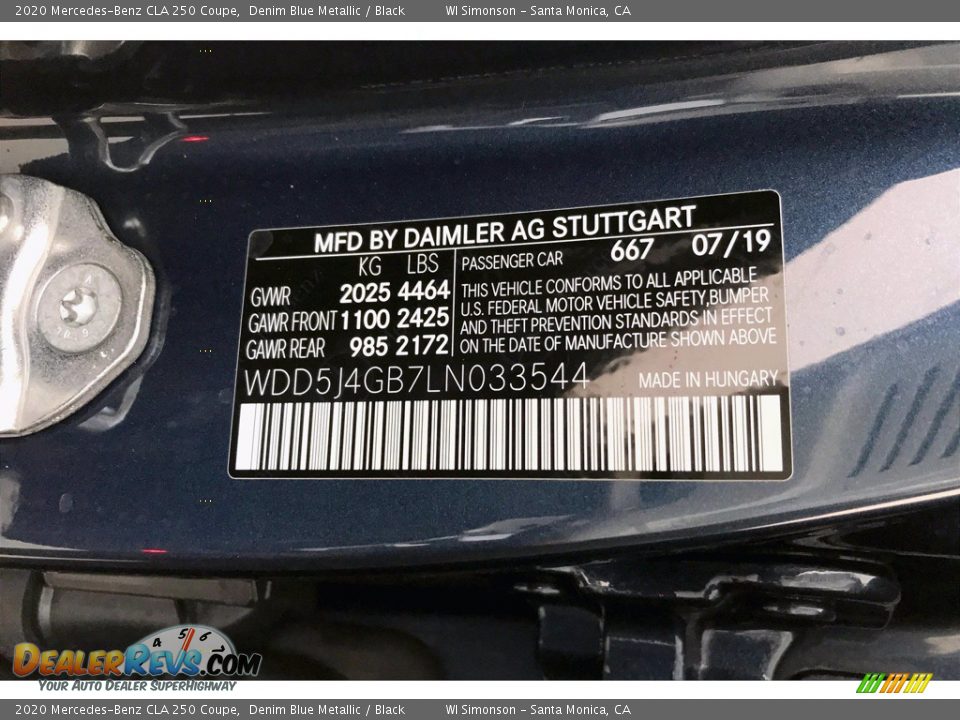 2020 Mercedes-Benz CLA 250 Coupe, Denim Blue Metallic / Black WI Simonson - Santa Monica, CA
MFD BY DAIMLER AG STUTTGART
KG LBS PASSENGER CAR 667 07/19
GVWR 2025 4464
GAWR FRONT 1100 2425
GAWR REAR 985 2172
THIS VEHICLE CONFORMS TO ALL APPLICABLE
U.S. FEDERAL MOTOR VEHICLE SAFETY,BUMPER
AND THEFT PREVENTION STANDARDS IN EFFECT
ON THE DATE OF MANUFACTURE SHOWN ABOVE
WDD5J4GB7LN033544 MADE IN HUNGARY
4 5 6
DEALERREVS.COM
YOUR AUTO DEALER SUPERHIGHWAY
2020 Mercedes-Benz CLA 250 Coupe, Denim Blue Metallic / Black WI Simonson - Santa Monica, CA